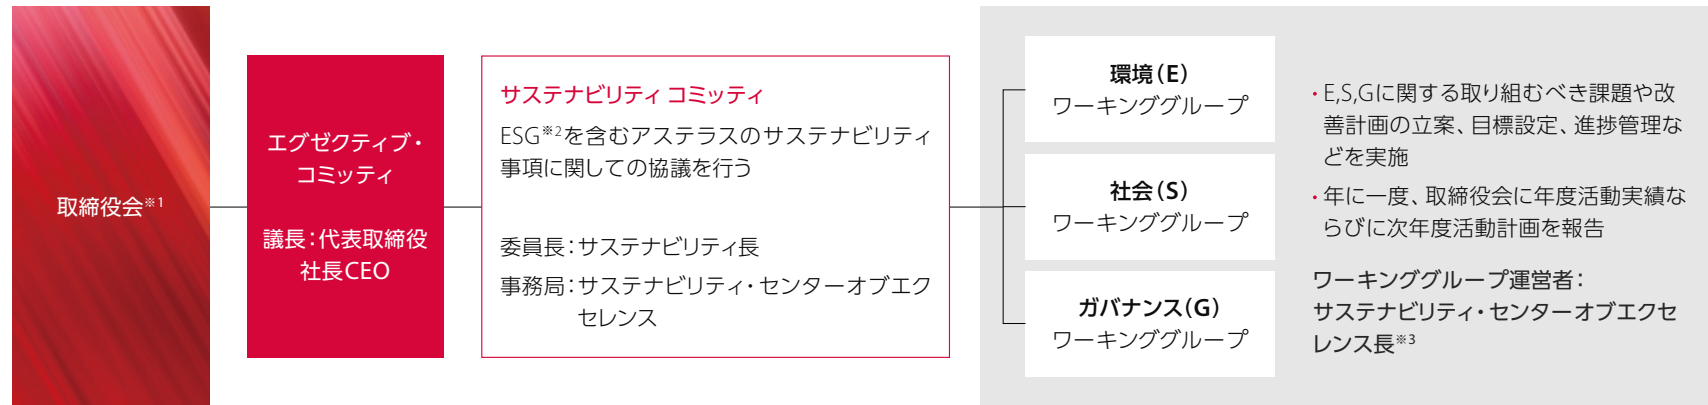 取締役会※1
エグゼクティブ・
コミッティ
議長：代表取締役
社長CEO
サステナビリティ コミッティ
ESG※2を含むアステラスのサステナビリティ
事項に関しての協議を行う
委員長：サステナビリティ長
事務局：サステナビリティ・センターオブエク
セレンス
環境（E）
ワーキンググループ
社会（S）
ワーキンググループ
ガバナンス（G）
ワーキンググループ
・E,S,Gに関する取り組むべき課題や改
善計画の立案、目標設定、進捗管理な
どを実施
・年に一度、取締役会に年度活動実績な
らびに次年度活動計画を報告
ワーキンググループ運営者：
サステナビリティ・センターオブエクセ
レンス長※3